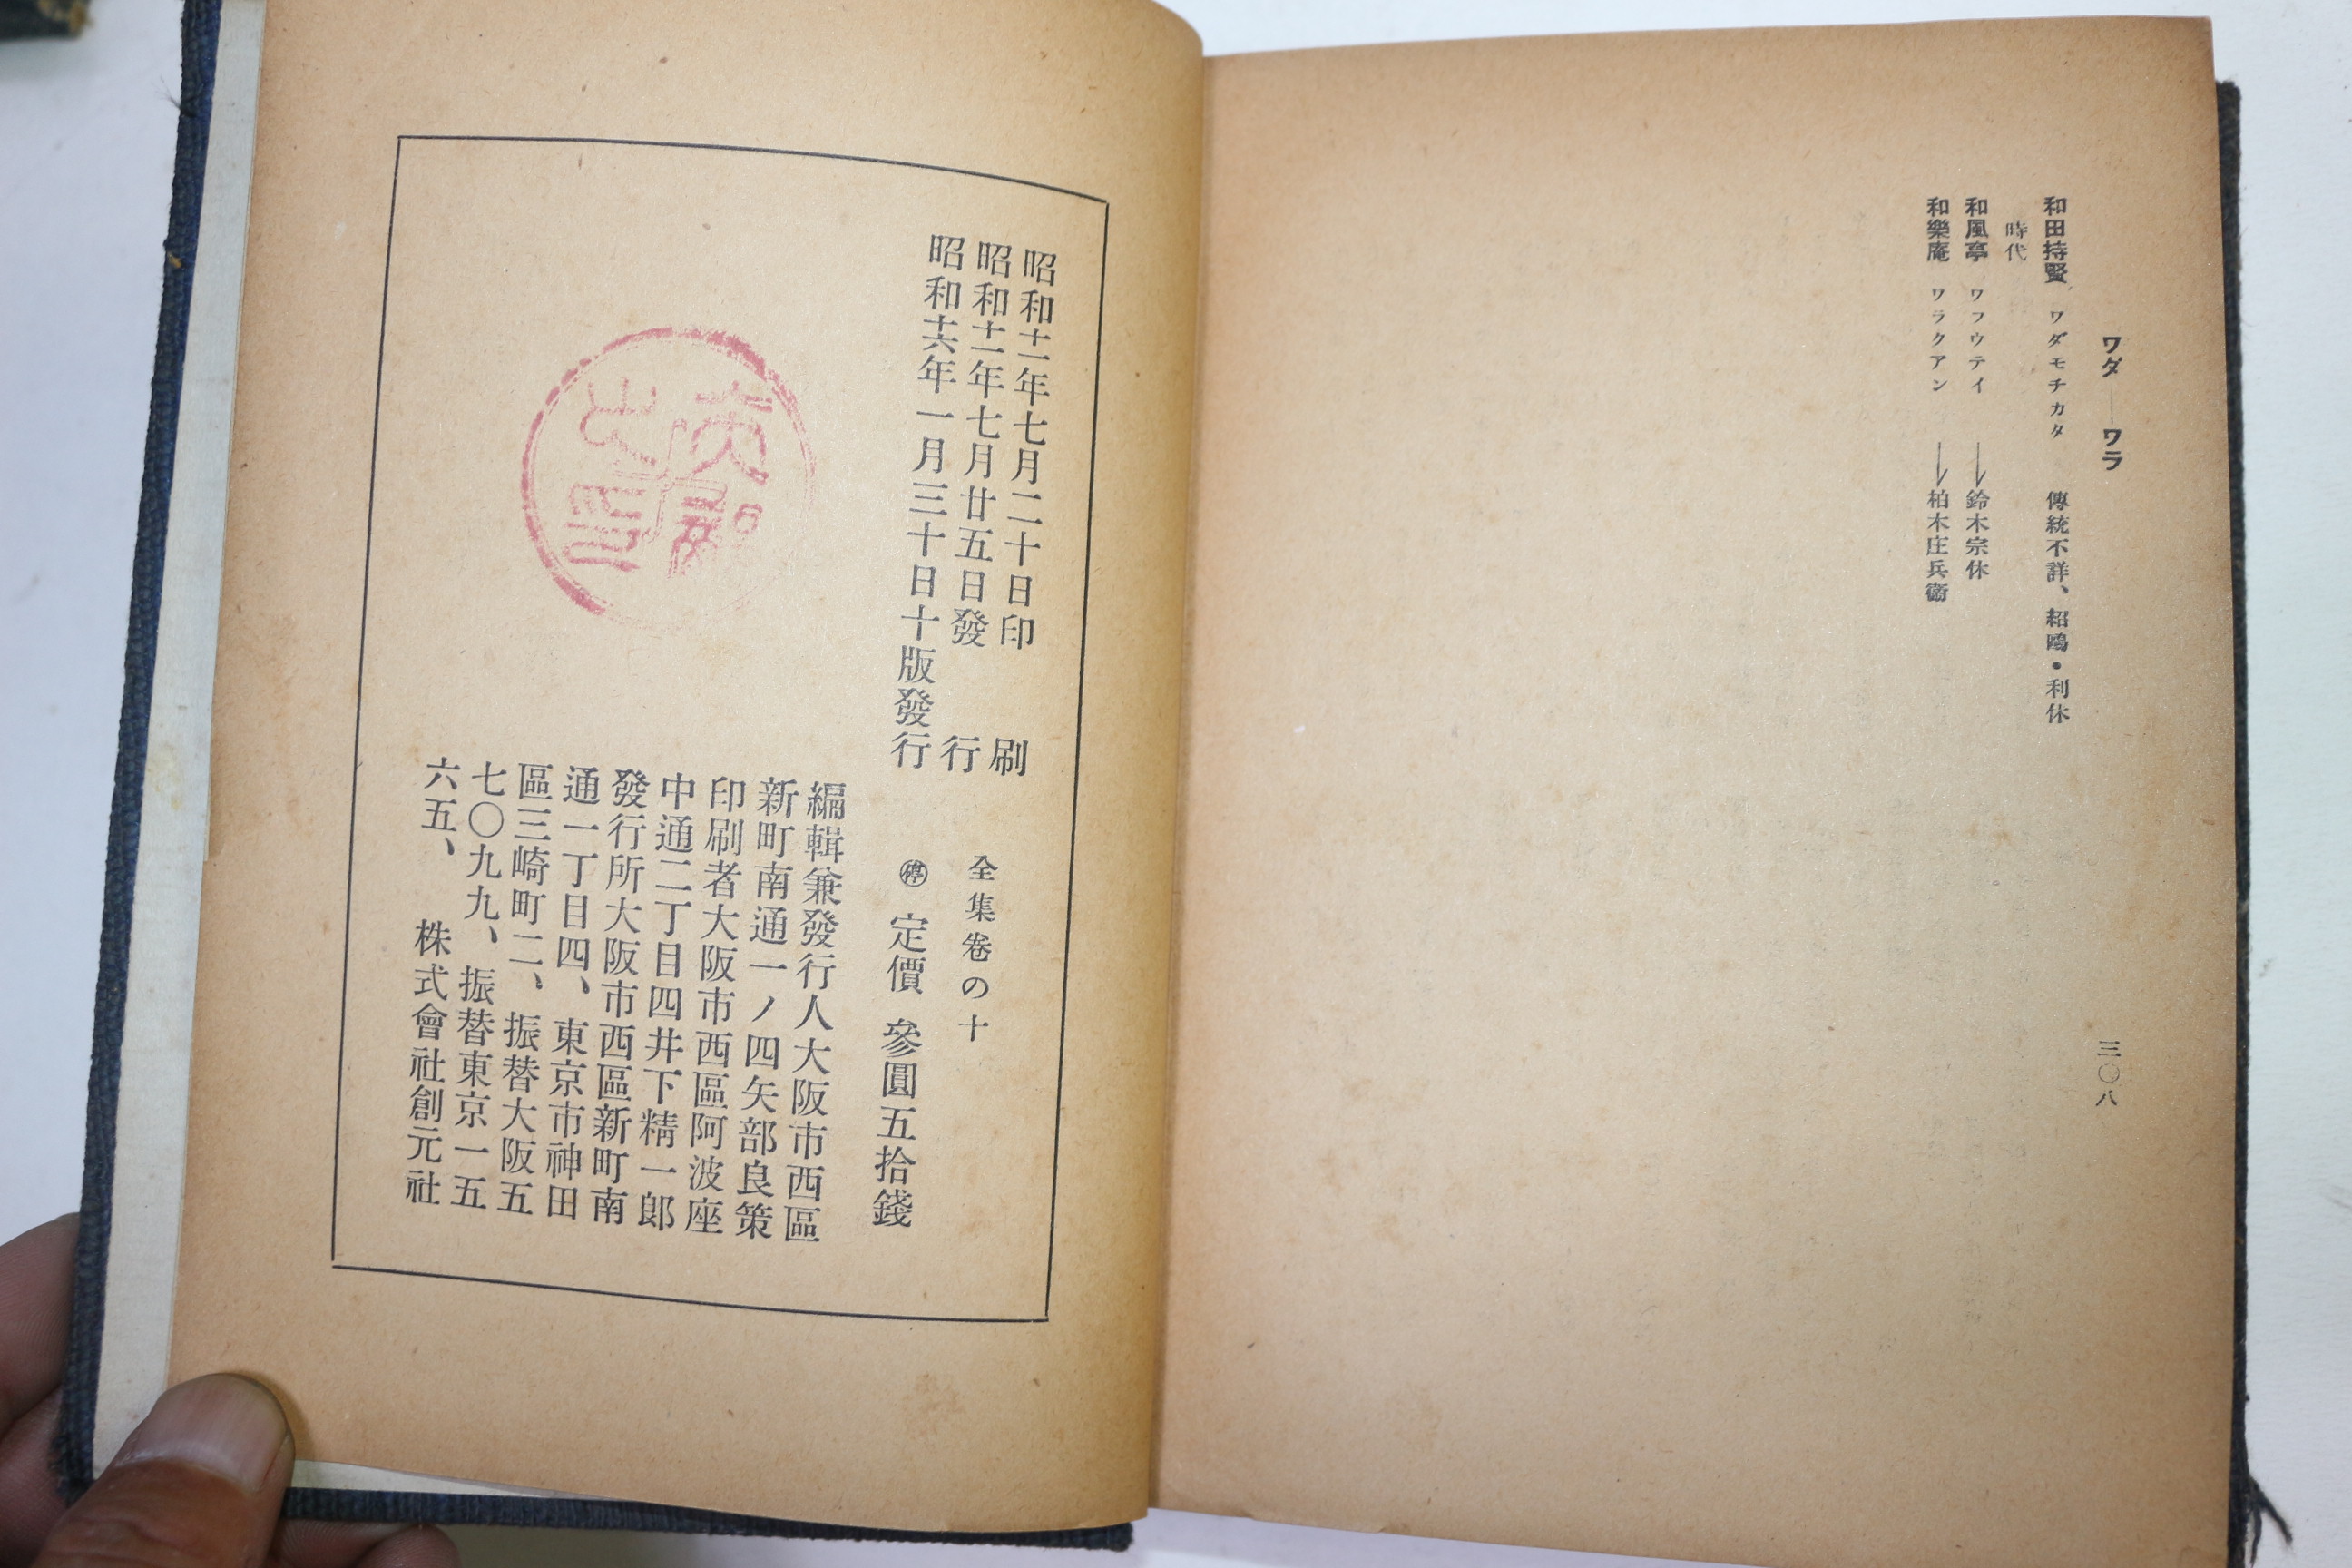 ワダ——ワラ
三〇八
和田持賢 ワダモチカタ 傳統不詳、紹鷗・利休
時代
和風亭 ワフウテイ ——鈴木宗休
和樂庵 ワラクアン ——柏木庄兵衞
昭和十一年七月二十日印 刷
昭和十一年七月廿五日發 行
昭和十六年一月三十日十版發行
全集卷の十
㊡ 定價 參圓五拾錢
編輯兼發行人大阪市西區
新町南通一ノ四矢部良策
印刷者大阪市西區阿波座
中通二丁目四井下精一郞
發行所大阪市西區新町南
通一丁目四、東京市神田
區三崎町二、振替大阪五
七〇九九、振替東京一五
六五、 株式會社創元社